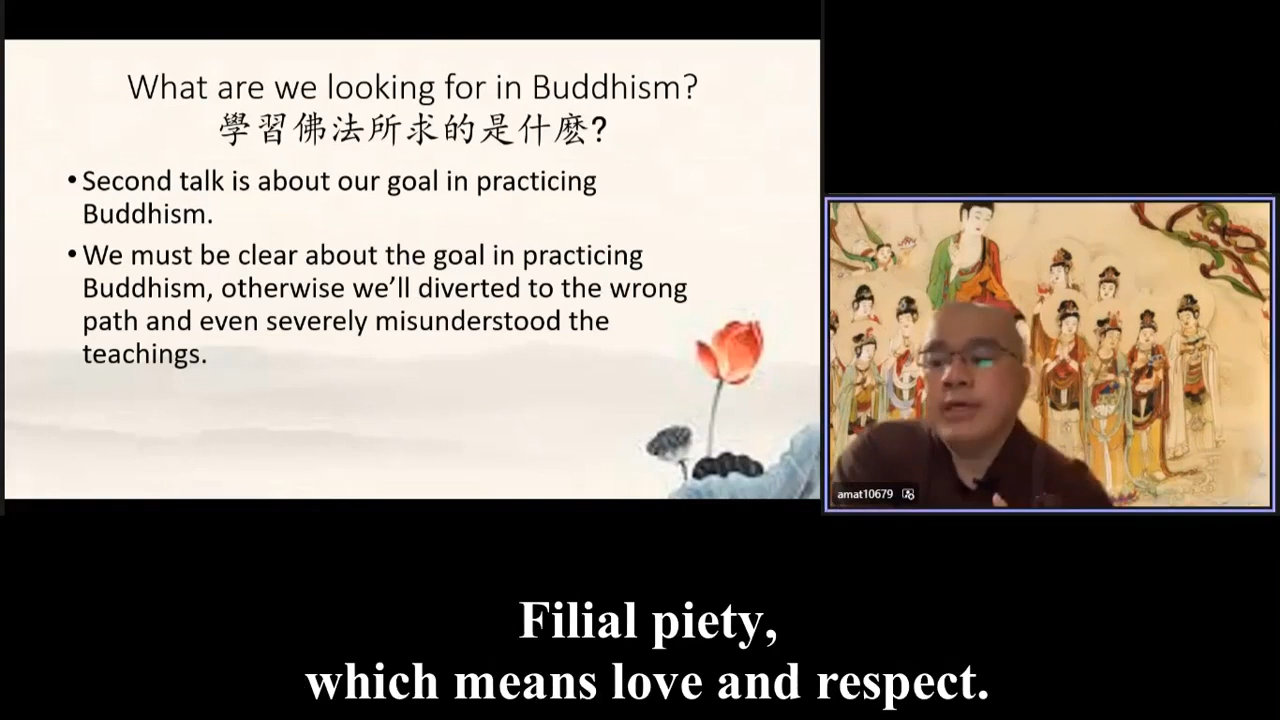 What are we looking for in Buddhism?
學習佛法所求的是什麼?
• Second talk is about our goal in practicing
Buddhism.
• We must be clear about the goal in practicing
Buddhism, otherwise we’ll diverted to the wrong
path and even severely misunderstood the
teachings.
amat10679
Filial piety,
which means love and respect.